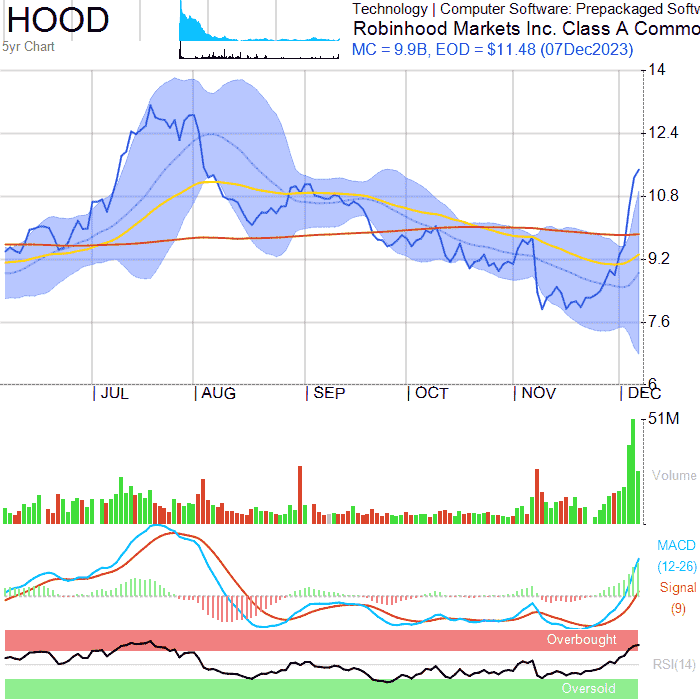 HOOD
5yr Chart
Technology | Computer Software: Prepackaged Softw
Robinhood Markets Inc. Class A Commo
MC = 9.9B, EOD = $11.48 (07Dec2023)
14
12.4
10.8
9.2
7.6
6
JUL
AUG
SEP
OCT
NOV
DEC
51M
Volume
MACD
(12-26)
Signal
(9)
Overbought
RSI(14)
Oversold